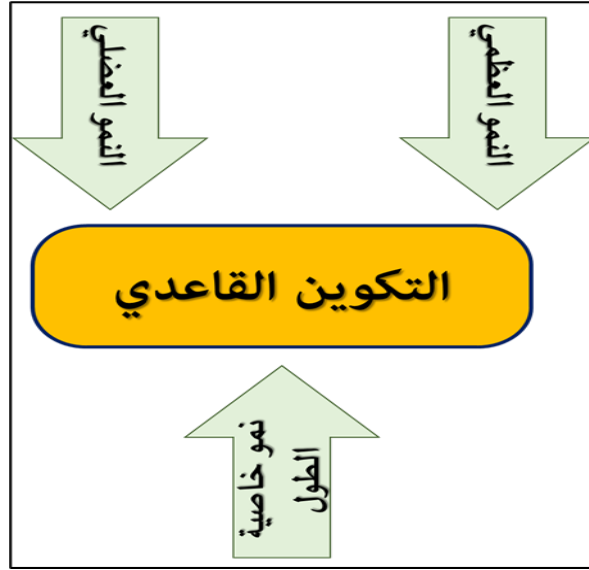 النمو العظمي
النمو العضلي
التكوين القاعدي
نمو خاصية
الطول